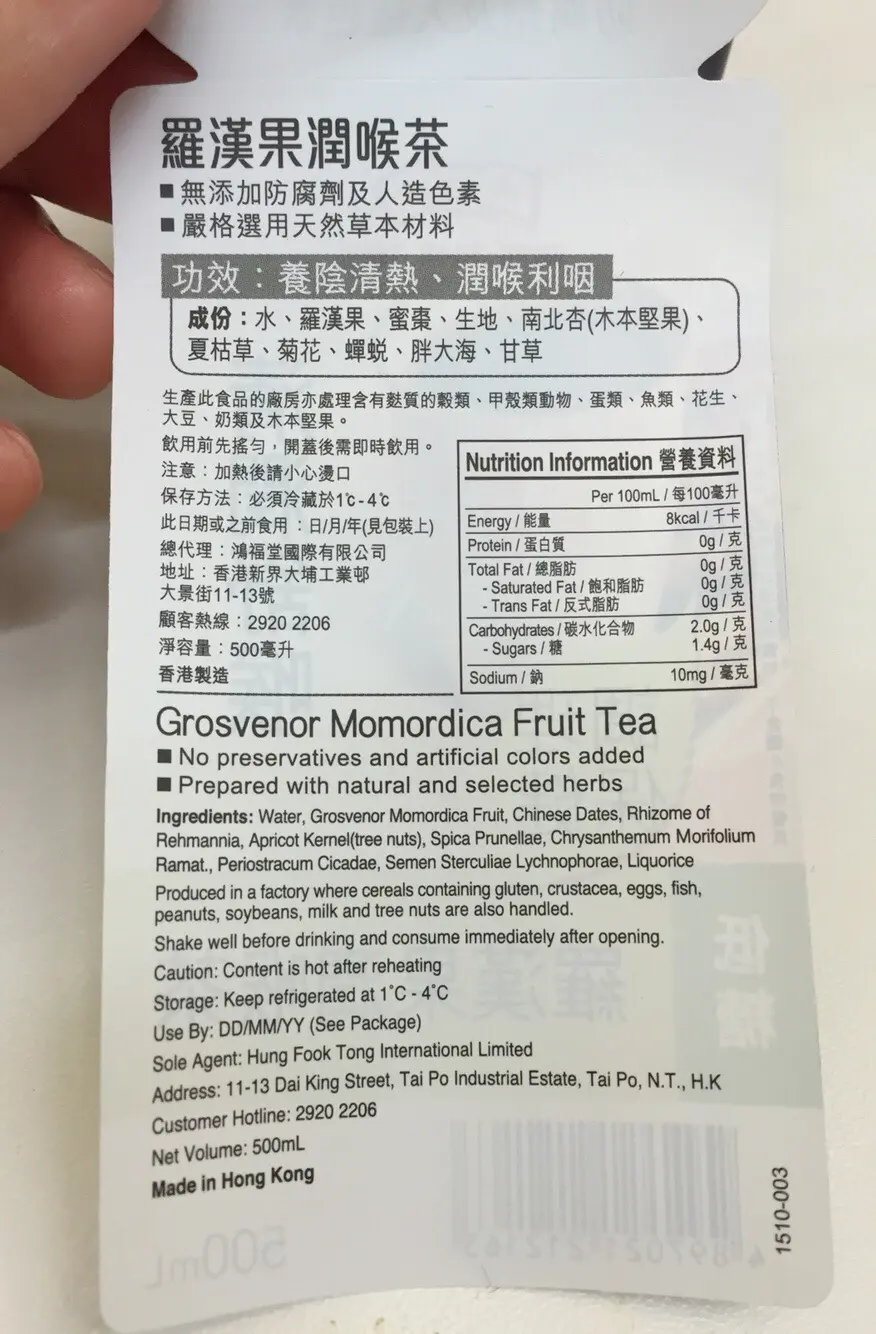 羅漢果潤喉茶
■ 無添加防腐劑及人造色素
■ 嚴格選用天然草本材料
功效：養陰清熱、潤喉利咽
成份：水、羅漢果、蜜棗、生地、南北杏(木本堅果)、
夏枯草、菊花、蟬蛻、胖大海、甘草
生產此食品的廠房亦處理含有麩質的穀類、甲殼類動物、蛋類、魚類、花生、
大豆、奶類及木本堅果。
飲用前先搖勻，開蓋後需即時飲用。
注意：加熱後請小心燙口
保存方法：必須冷藏於1℃-4℃
此日期或之前食用：日/月/年(見包裝上)
總代理：鴻福堂國際有限公司
地址：香港新界大埔工業邨
大景街11-13號
顧客熱線：2920 2206
淨容量：500毫升
香港製造
Nutrition Information 營養資料
Per 100mL / 每100毫升
Energy / 能量 8kcal / 千卡
Protein / 蛋白質 0g / 克
Total Fat / 總脂肪 0g / 克
- Saturated Fat / 飽和脂肪 0g / 克
- Trans Fat / 反式脂肪 0g / 克
Carbohydrates / 碳水化合物 2.0g / 克
- Sugars / 糖 1.4g / 克
Sodium / 鈉 10mg / 毫克
Grosvenor Momordica Fruit Tea
■ No preservatives and artificial colors added
■ Prepared with natural and selected herbs
Ingredients: Water, Grosvenor Momordica Fruit, Chinese Dates, Rhizome of
Rehmannia, Apricot Kernel(tree nuts), Spica Prunellae, Chrysanthemum Morifolium
Ramat., Periostracum Cicadae, Semen Sterculiae Lychnophorae, Liquorice
Produced in a factory where cereals containing gluten, crustacea, eggs, fish,
peanuts, soybeans, milk and tree nuts are also handled.
Shake well before drinking and consume immediately after opening.
Caution: Content is hot after reheating
Storage: Keep refrigerated at 1°C - 4°C
Use By: DD/MM/YY (See Package)
Sole Agent: Hung Fook Tong International Limited
Address: 11-13 Dai King Street, Tai Po Industrial Estate, Tai Po, N.T., H.K
Customer Hotline: 2920 2206
Net Volume: 500mL
Made in Hong Kong
1510-003
低糖
羅漢
500mL